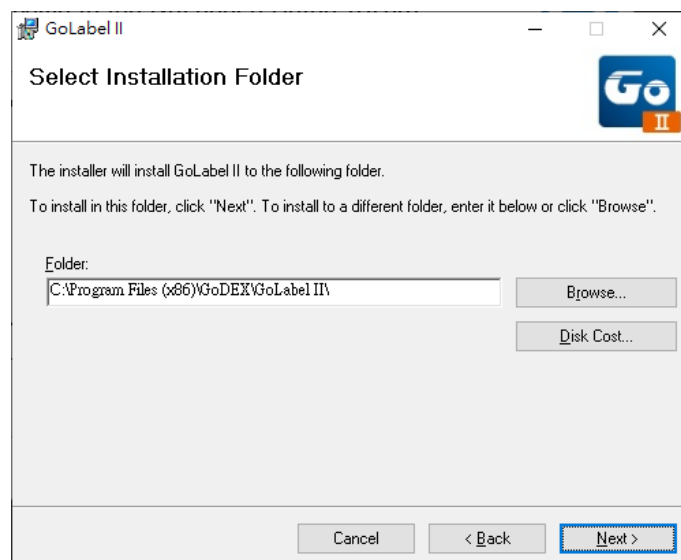 GoLabel II
Select Installation Folder
Go
II
The installer will install GoLabel II to the following folder.
To install in this folder, click "Next". To install to a different folder, enter it below or click "Browse".
Folder:
C:\Program Files (x86)\GoDEX\GoLabel II\
Browse...
Disk Cost...
Cancel
< Back
Next >